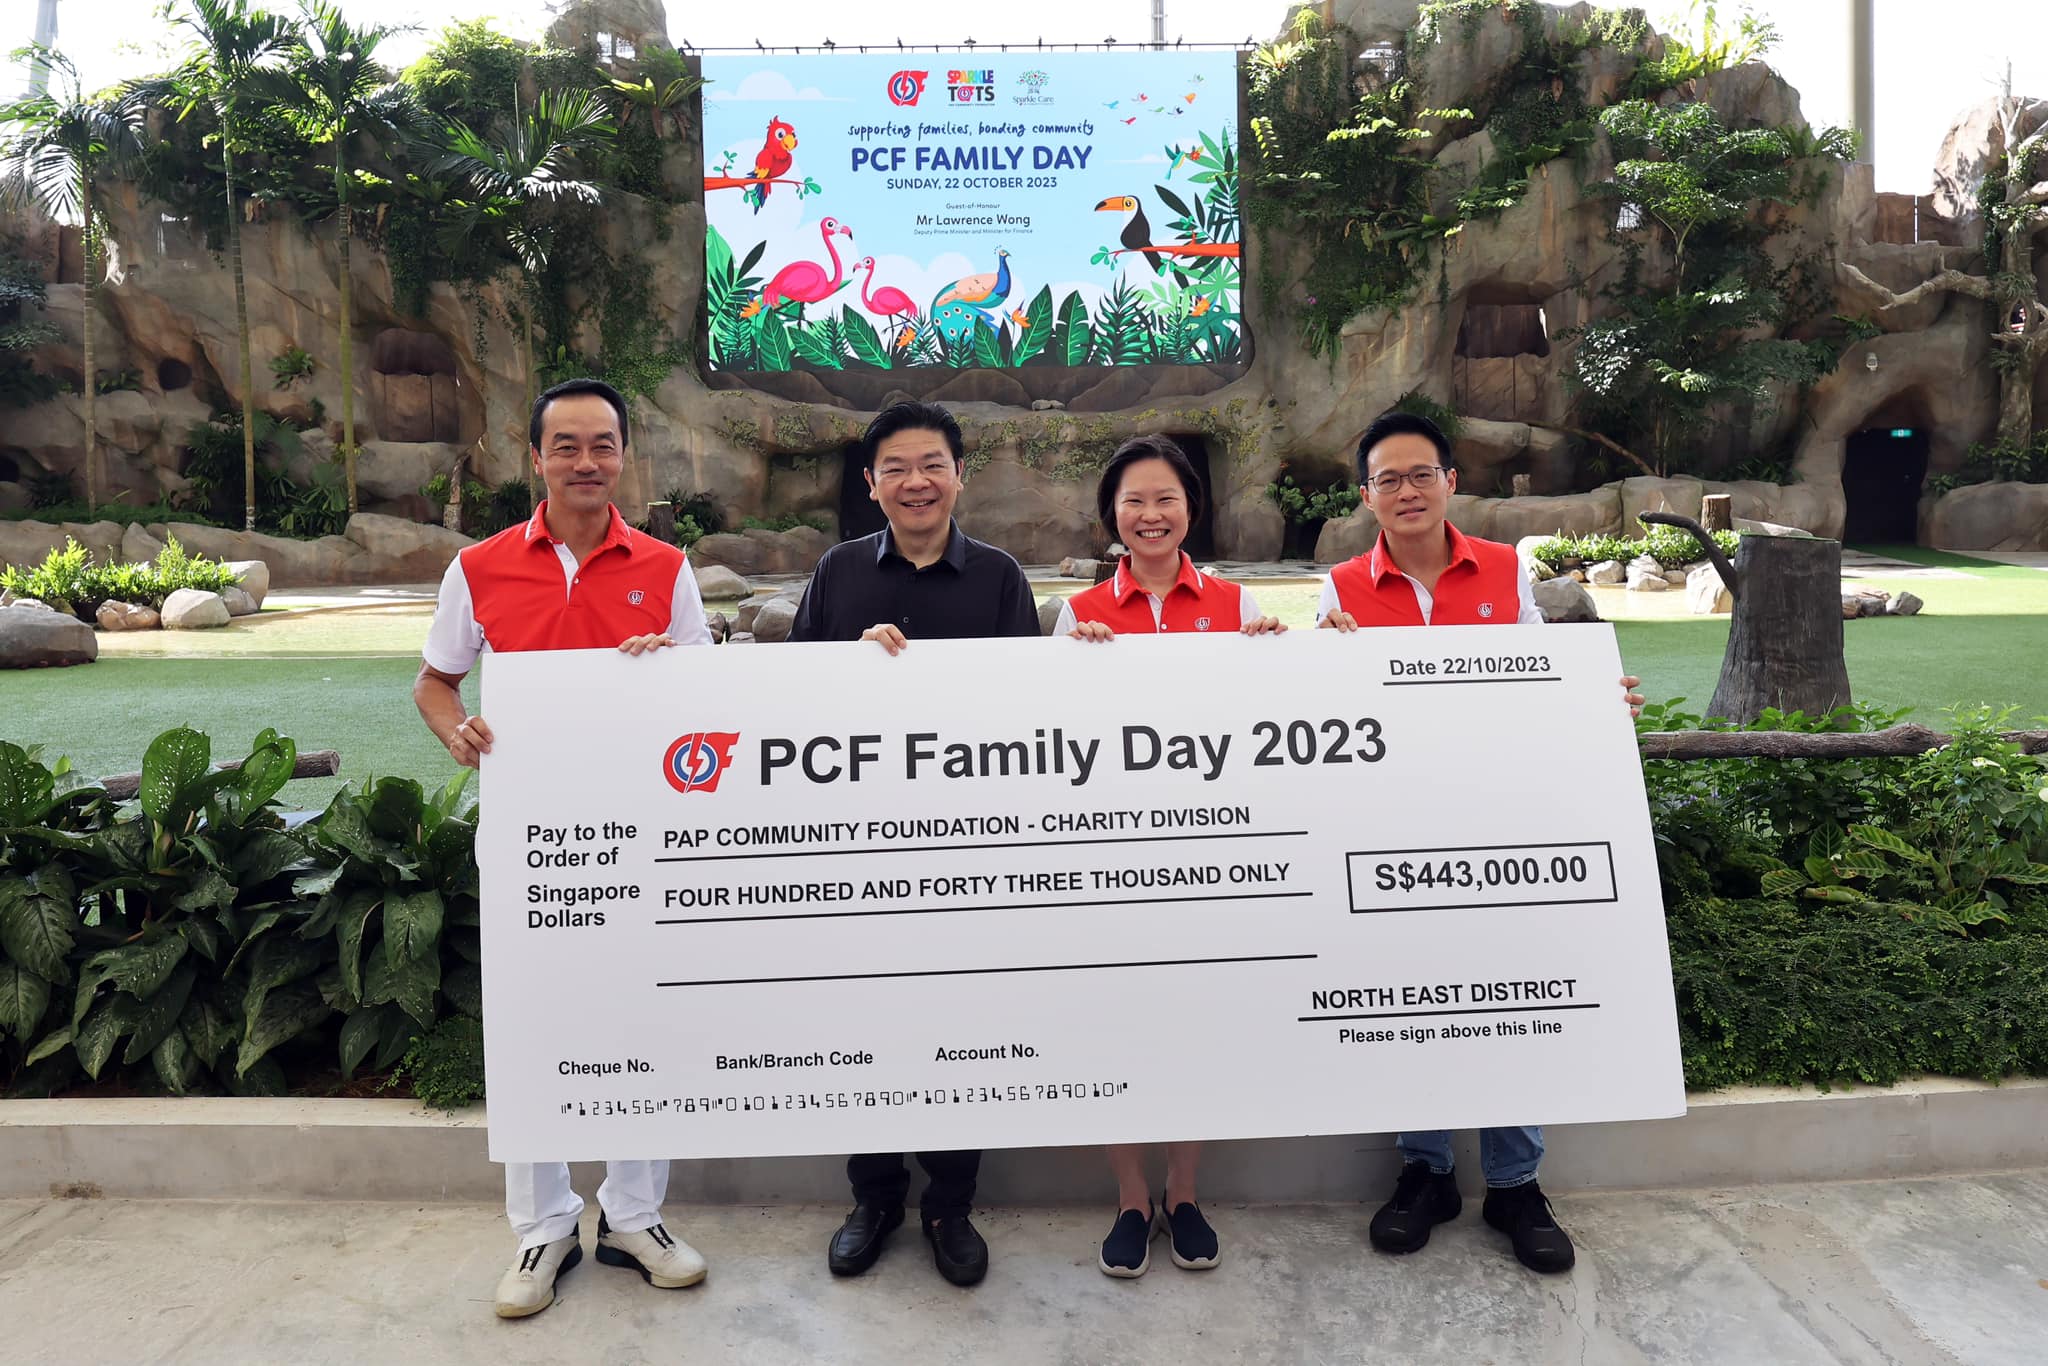 SPARKLE
TOTS
Sparkle Care
supporting families, bonding community
PCF FAMILY DAY
SUNDAY, 22 OCTOBER 2023
Guest-of-Honour
Mr Lawrence Wong
Deputy Prime Minister and Minister for Finance
Date 22/10/2023
PCF Family Day 2023
Pay to the
Order of
PAP COMMUNITY FOUNDATION - CHARITY DIVISION
Singapore
Dollars
FOUR HUNDRED AND FORTY THREE THOUSAND ONLY
S$443,000.00
NORTH EAST DISTRICT
Please sign above this line
Cheque No. Bank/Branch Code Account No.
⑈123456⑈789⑈0101234567890⑈10123456789010⑈